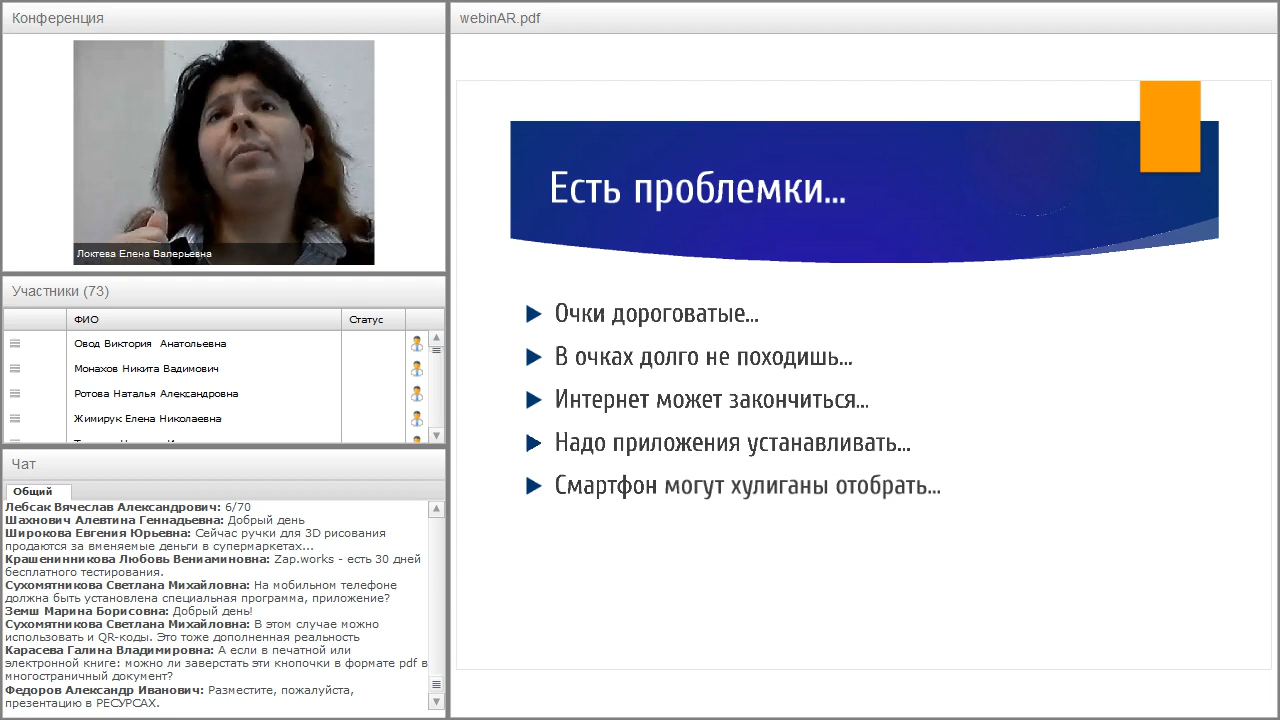 Конференция
Локтева Елена Валерьевна
Участники (73)
ФИО
Статус
Овод Виктория Анатольевна
Монахов Никита Вадимович
Ротова Наталья Александровна
Жимирук Елена Николаевна
Чат
Общий
Лебсак Вячеслав Александрович: 6/70
Шахнович Алевтина Геннадьевна: Добрый день
Широкова Евгения Юрьевна: Сейчас ручки для 3D рисования
продаются за вменяемые деньги в супермаркетах...
Крашенинникова Любовь Вениаминовна: Zap.works - есть 30 дней
бесплатного тестирования.
Сухомятникова Светлана Михайловна: На мобильном телефоне
должна быть установлена специальная программа, приложение?
Земш Марина Борисовна: Добрый день!
Сухомятникова Светлана Михайловна: В этом случае можно
использовать и QR-коды. Это тоже дополненная реальность
Карасева Галина Владимировна: А если в печатной или
электронной книге: можно ли заверстать эти кнопочки в формате pdf в
многостраничный документ?
Федоров Александр Иванович: Разместите, пожалуйста,
презентацию в РЕСУРСАХ.
webinAR.pdf
Есть проблемки...
Очки дороговатые...
В очках долго не походишь...
Интернет может закончиться...
Надо приложения устанавливать...
Смартфон могут хулиганы отобрать...